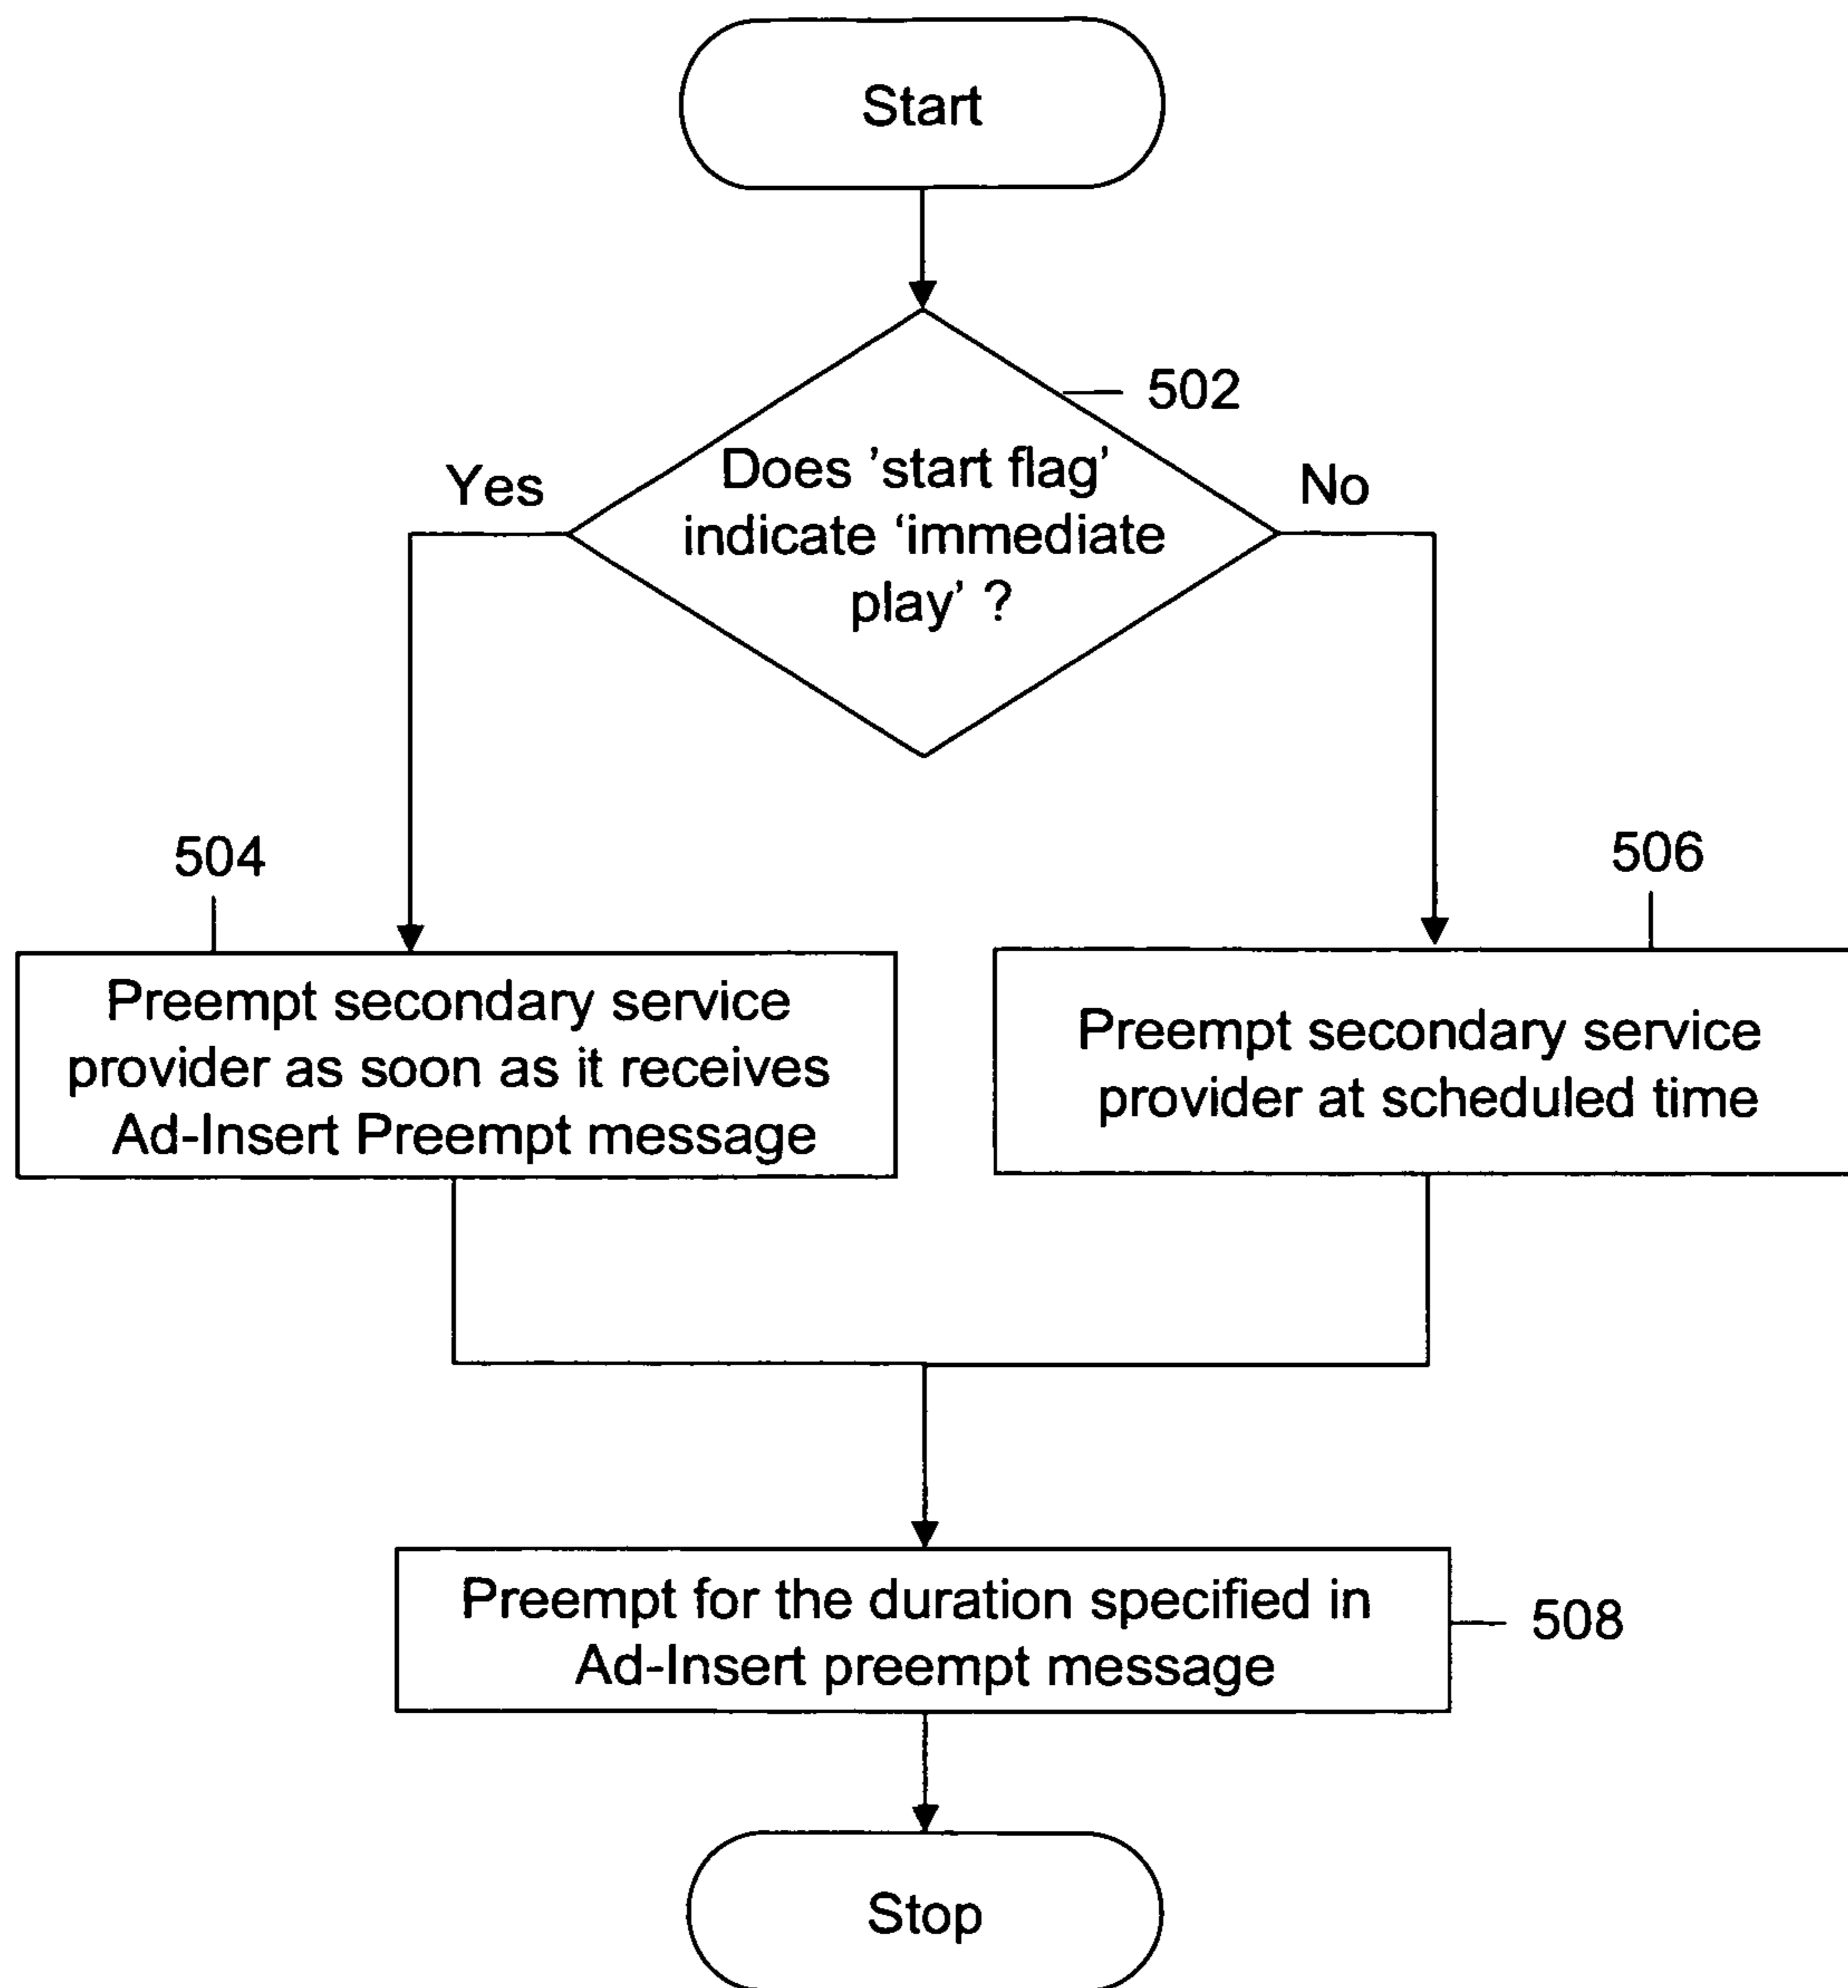 Start
502
Does ’start flag’
indicate ‘immediate
play’ ?
Yes
No
504
506
Preempt secondary service
provider as soon as it receives
Ad-Insert Preempt message
Preempt secondary service
provider at scheduled time
Preempt for the duration specified in
Ad-Insert preempt message
508
Stop